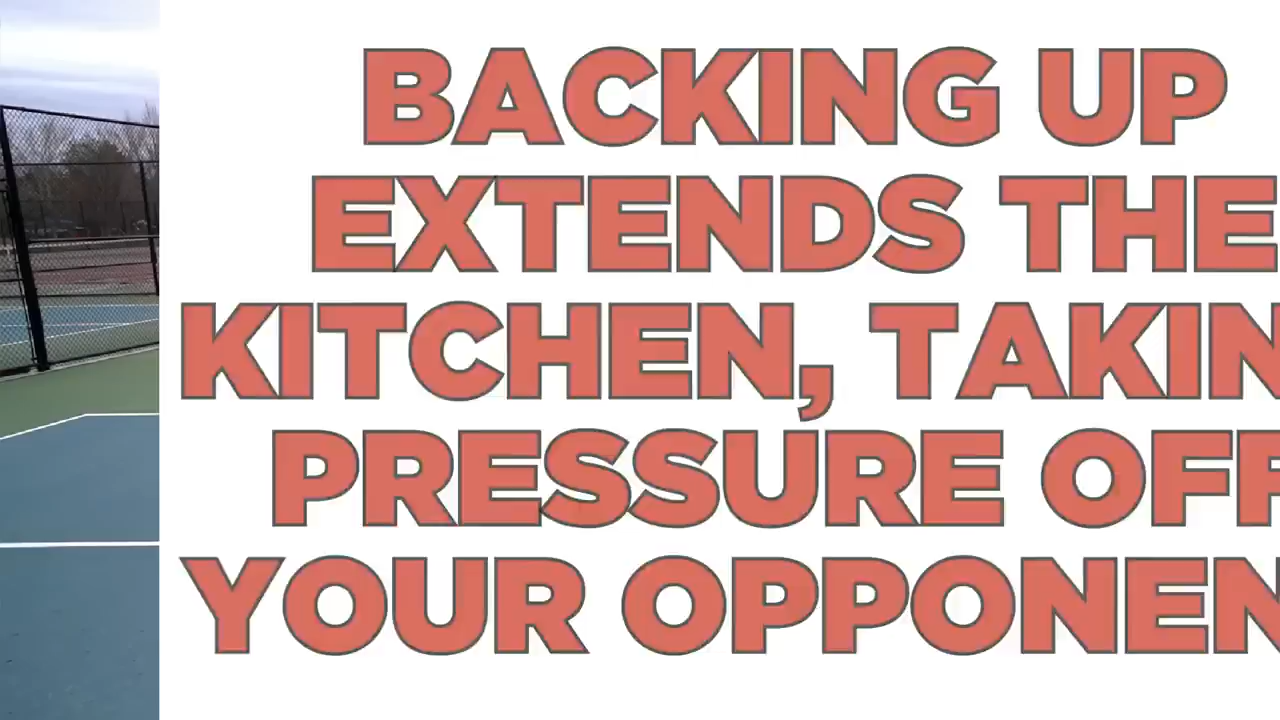 BACKING UP
EXTENDS THE
KITCHEN, TAKIN
PRESSURE OFF
YOUR OPPONEN